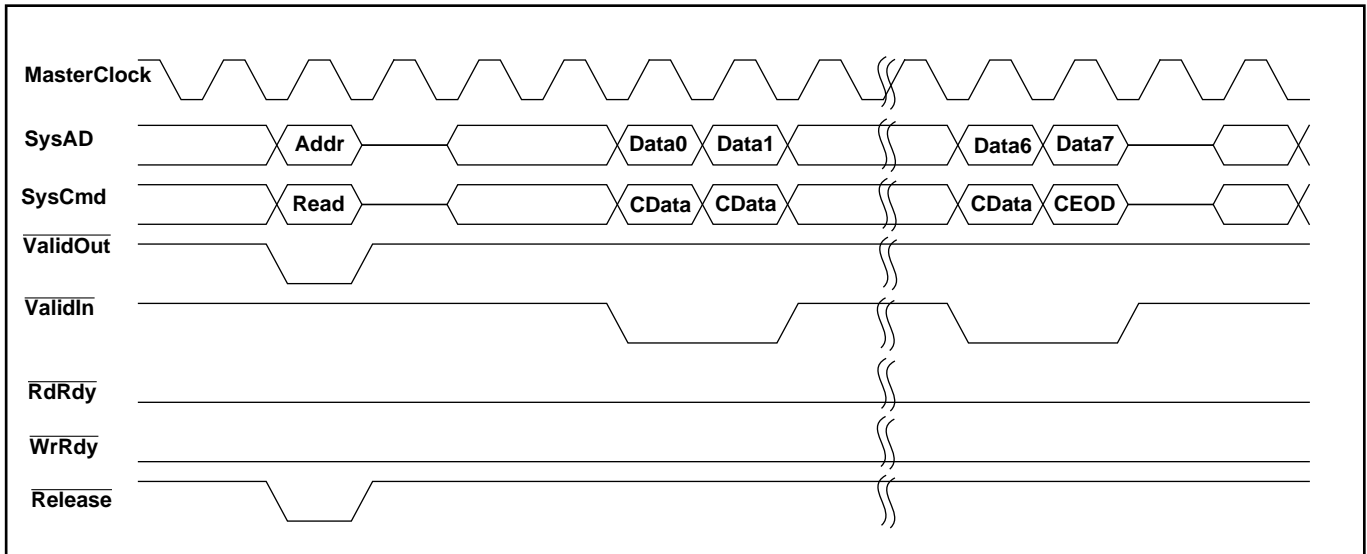 MasterClock
SysAD Addr Data0 Data1 Data6 Data7
SysCmd Read CData CData CData CEOD
ValidOut
ValidIn
RdRdy
WrRdy
Release